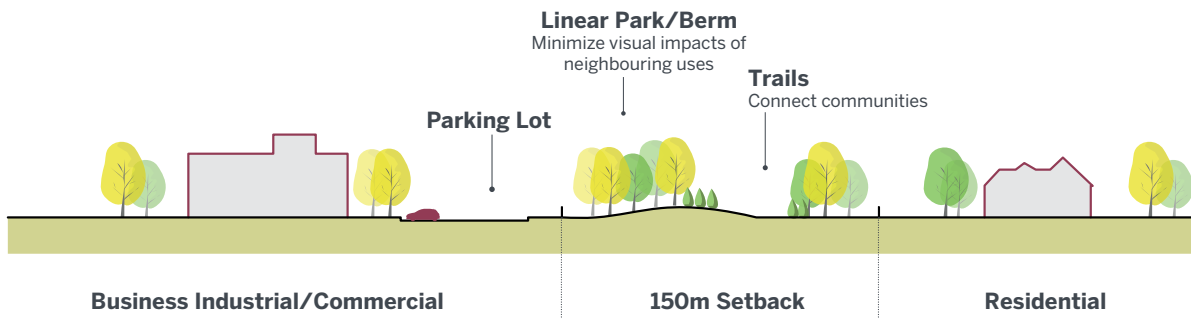 Linear Park/Berm
Minimize visual impacts of
neighbouring uses
Trails
Connect communities
Parking Lot
Business Industrial/Commercial
150m Setback
Residential